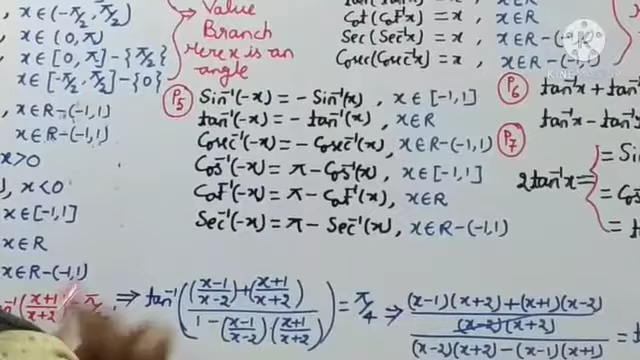 , x∈(-π/2, π/2)
x∈(0, π)
x∈[0, π]-{π/2}
x∈[-π/2, π/2]-{0}
, x∈R-(-1,1)
x∈R-(-1,1)
x>0
, x<0
x∈[-1,1]
x∈R
x∈R-(-1,1)
Value
Branch
Here x is an
angle
Cot(Cot⁻¹x) = x , x∈R
Sec(Sec⁻¹x) = x , x∈R-(-1,1)
Cosec(Cosec⁻¹x) = x , x∈R-(-1,1)
P5 Sin⁻¹(-x) = - Sin⁻¹(x) , x∈[-1,1]
tan⁻¹(-x) = - tan⁻¹(x) , x∈R
Cosec⁻¹(-x) = - Cosec⁻¹(x) , x∈R-(-1,1)
Cos⁻¹(-x) = π - Cos⁻¹(x) , x∈[-1,1]
Cot⁻¹(-x) = π - Cot⁻¹(x) , x∈R
Sec⁻¹(-x) = π - Sec⁻¹(x) , x∈R-(-1,1)
P6 tan⁻¹x + tan⁻¹
tan⁻¹x - tan⁻¹
P7
2tan⁻¹x = { = Sin
= Cos
= t
(x+1/x+2) = π/4 ⇒ tan⁻¹( ((x-1/x-2)+(x+1/x+2)) / (1-(x-1/x-2)(x+1/x+2)) ) = π/4 ⇒ ((x-1)(x+2)+(x+1)(x-2) / (x-2)(x+2)) / ((x-2)(x+2)-(x-1)(x+1)) = t